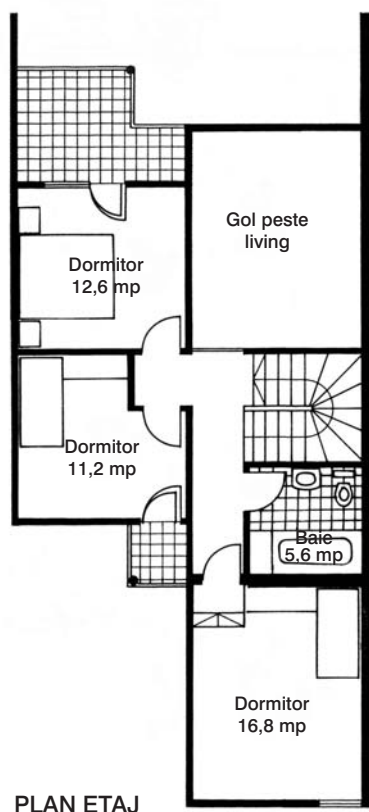 Gol peste
living
Dormitor
12,6 mp
Dormitor
11,2 mp
Baie
5,6 mp
Dormitor
16,8 mp
PLAN ETAJ